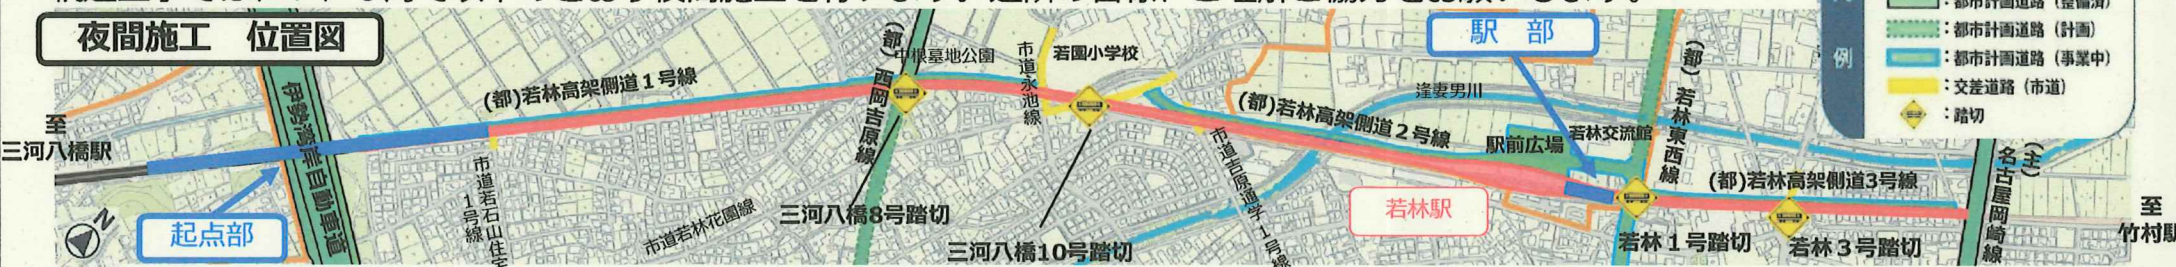 夜間施工 位置図
(都)西岡吉原線
中根墓地公園
市道永池線
若園小学校
駅 部
(都)若林東西線
例
:都市計画道路(計画)
:都市計画道路(事業中)
:交差道路(市道)
:踏切
伊勢湾岸自動車道
(都)若林高架側道1号線
(都)若林高架側道2号線
逢妻男川
若林交流館
駅前広場
至
三河八橋駅
市道若石山住宅1号線
市道吉原通学1号線
(主)名古屋岡崎線
(都)若林高架側道3号線
N
起点部
市道若林花園線
三河八橋8号踏切
三河八橋10号踏切
若林駅
若林1号踏切
若林3号踏切
至
竹村駅